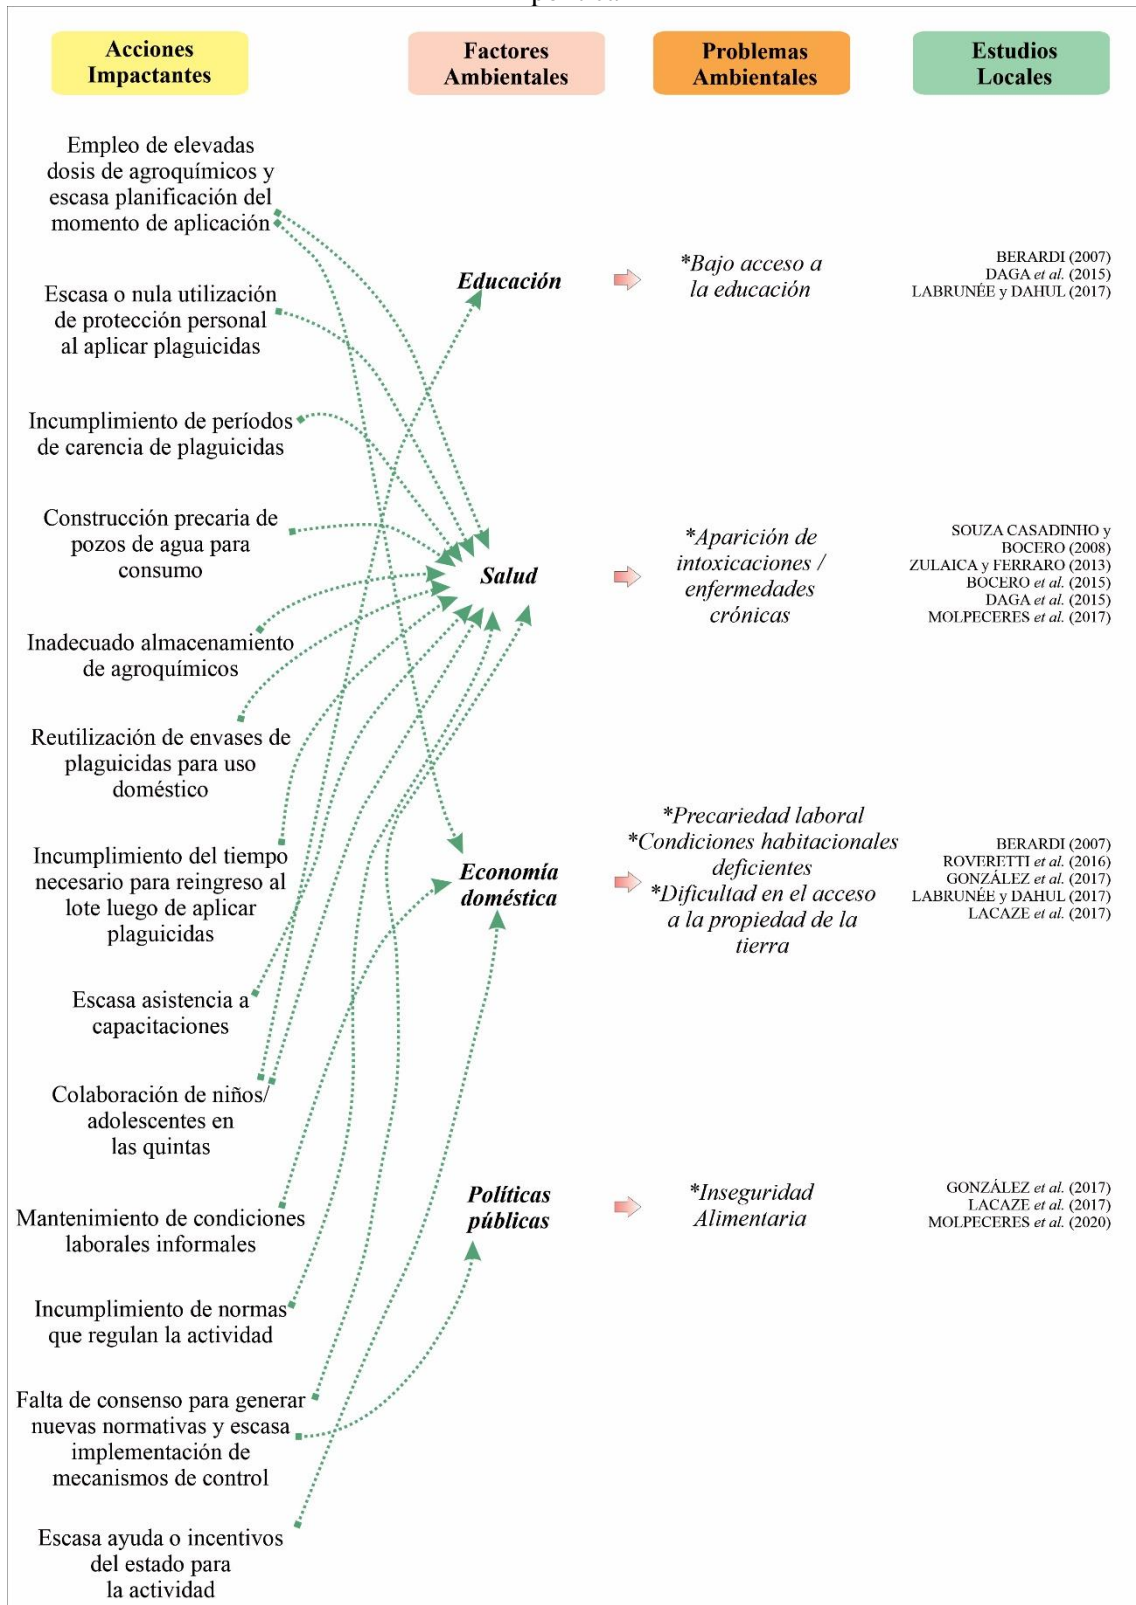 Acciones
Impactantes
Factores
Ambientales
Problemas
Ambientales
Estudios
Locales
Empleo de elevadas
dosis de agroquímicos y
escasa planificación del
momento de aplicación
Escasa o nula utilización
de protección personal
al aplicar plaguicidas
Incumplimiento de períodos
de carencia de plaguicidas
Construcción precaria de
pozos de agua para
consumo
Inadecuado almacenamiento
de agroquímicos
Reutilización de envases de
plaguicidas para uso
doméstico
Incumplimiento del tiempo
necesario para reingreso al
lote luego de aplicar
plaguicidas
Escasa asistencia a
capacitaciones
Colaboración de niños/
adolescentes en
las quintas
Mantenimiento de condiciones
laborales informales
Incumplimiento de normas
que regulan la actividad
Falta de consenso para generar
nuevas normativas y escasa
implementación de
mecanismos de control
Escasa ayuda o incentivos
del estado para
la actividad
Educación
*Bajo acceso a
la educación
BERARDI (2007)
DAGA et al. (2015)
LABRUNÉE y DAHUL (2017)
Salud
*Aparición de
intoxicaciones /
enfermedades
crónicas
SOUZA CASADINHO y
BOCERO (2008)
ZULAICA y FERRARO (2013)
BOCERO et al. (2015)
DAGA et al. (2015)
MOLPECERES et al. (2017)
Economía
doméstica
*Precariedad laboral
*Condiciones habitacionales
deficientes
*Dificultad en el acceso
a la propiedad de la
tierra
BERARDI (2007)
ROVERETTI et al. (2016)
GONZÁLEZ et al. (2017)
LABRUNÉE y DAHUL (2017)
LACAZE et al. (2017)
Políticas
públicas
*Inseguridad
Alimentaria
GONZÁLEZ et al. (2017)
LACAZE et al. (2017)
MOLPECERES et al. (2020)